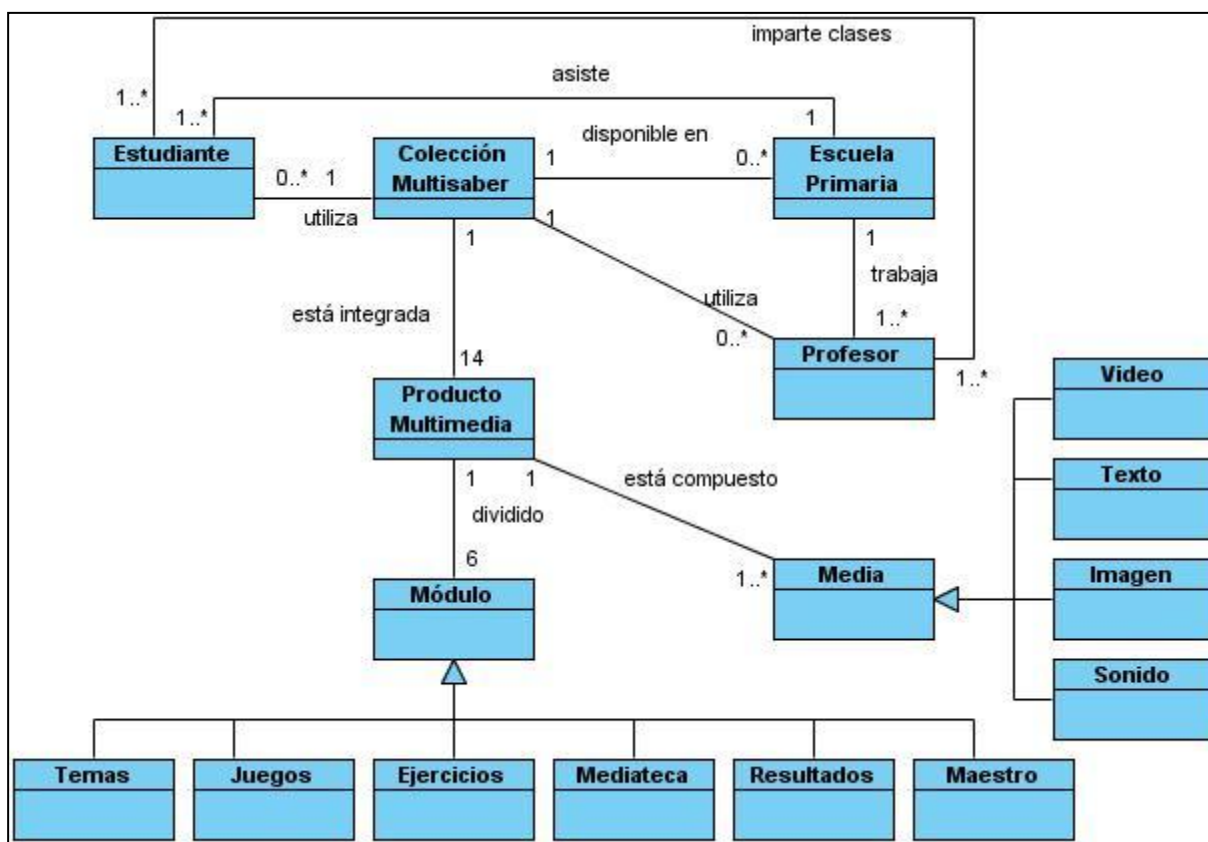 imparte clases
asiste
1..*
1..*
1
disponible en
Estudiante
Colección
Multisaber
1
0..*
Escuela
Primaria
0..* 1
utiliza
1
1
1
trabaja
está integrada
utiliza
0..*
1..*
14
Profesor
1..*
Video
Producto
Multimedia
1
1
está compuesto
Texto
dividido
6
1..*
Módulo
Media
Imagen
Sonido
Temas
Juegos
Ejercicios
Mediateca
Resultados
Maestro